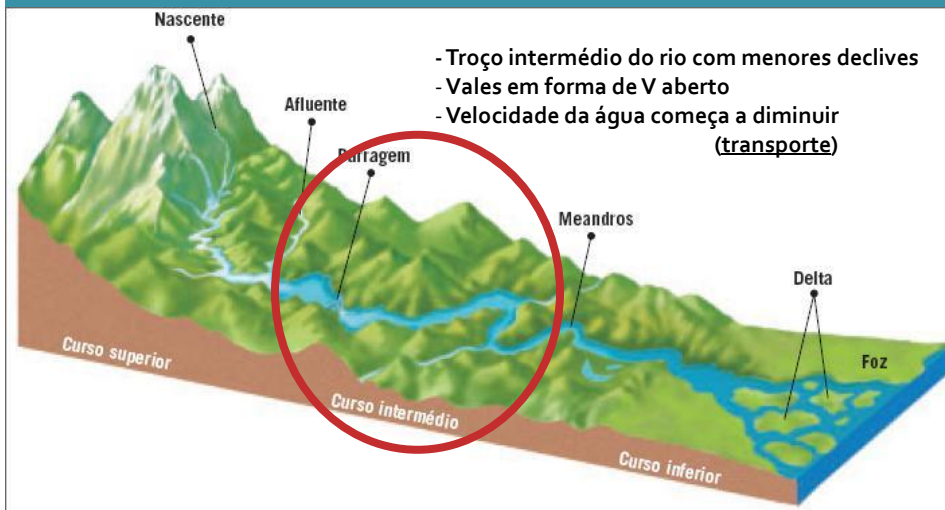 Nascente
- Troço intermédio do rio com menores declives
- Vales em forma de V aberto
- Velocidade da água começa a diminuir
(transporte)
Afluente
Barragem
Meandros
Delta
Foz
Curso superior
Curso intermédio
Curso inferior